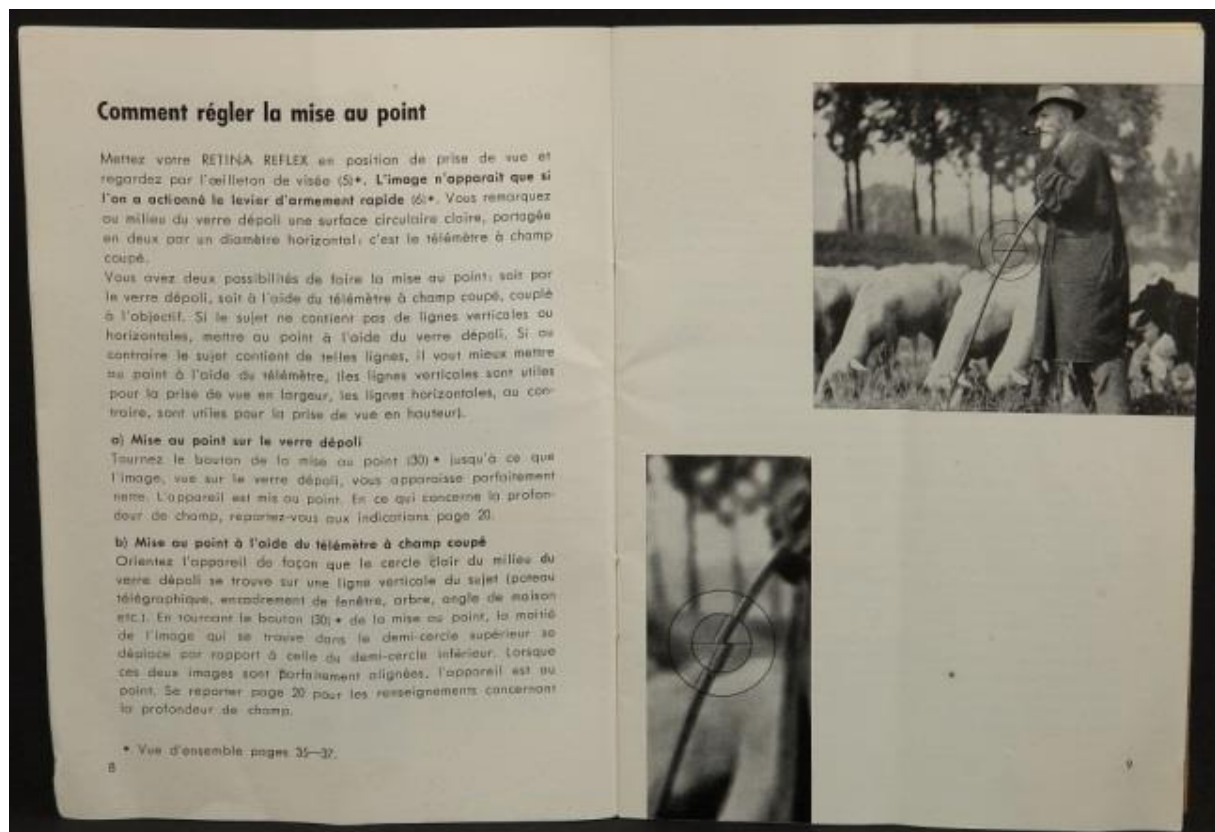 Comment régler la mise au point
Mettez votre RETINA REFLEX en position de prise de vue et
regardez par l'œilleton de visée (5)*. L'image n'apparait que si
l'on a actionné le levier d'armement rapide (6)*. Vous remarquez
au milieu du verre dépoli une surface circulaire claire, partagée
en deux par un diamètre horizontal: c'est le télémètre à champ
coupé.
Vous avez deux possibilités de faire la mise au point: soit par
le verre dépoli, soit à l'aide du télémètre à champ coupé, couplé
à l'objectif. Si le sujet ne contient pas de lignes verticales ou
horizontales, mettre au point à l'aide du verre dépoli. Si au
contraire le sujet contient de telles lignes, il vaut mieux mettre
au point à l'aide du télémètre, (les lignes verticales sont utiles
pour la prise de vue en largeur, les lignes horizontales, au con-
traire, sont utiles pour la prise de vue en hauteur).
a) Mise au point sur le verre dépoli
Tournez le bouton de la mise au point (30)* jusqu'à ce que
l'image, vue sur le verre dépoli, vous apparaisse parfaitement
nette. L'appareil est mis au point. En ce qui concerne la profon-
deur de champ, reportez-vous aux indications page 20.
b) Mise au point à l'aide du télémètre à champ coupé
Orientez l'appareil de façon que le cercle clair du milieu du
verre dépoli se trouve sur une ligne verticale du sujet (poteau
télégraphique, encadrement de fenêtre, arbre, angle de maison
etc.). En tournant le bouton (30)* de la mise au point, la moitié
de l'image qui se trouve dans le demi-cercle supérieur se
déplace par rapport à celle du demi-cercle inférieur. Lorsque
ces deux images sont parfaitement alignées, l'appareil est au
point. Se reporter page 20 pour les renseignements concernant
la profondeur de champ.
* Vue d'ensemble pages 35—37.
8
9